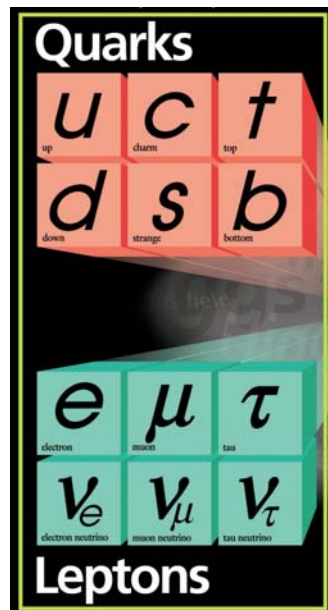 Quarks
u c t
up charm top
d s b
down strange bottom
field
e μ τ
electron muon tau
νe νμ ντ
electron neutrino muon neutrino tau neutrino
Leptons